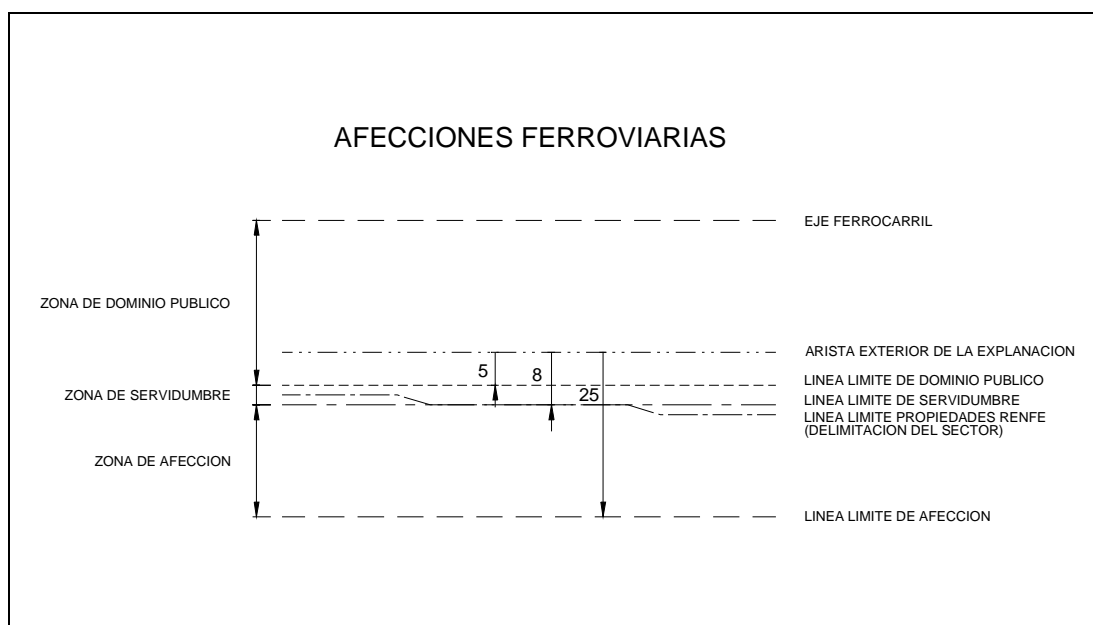 AFECCIONES FERROVIARIAS
EJE FERROCARRIL
ZONA DE DOMINIO PUBLICO
ARISTA EXTERIOR DE LA EXPLANACION
5
8
LINEA LIMITE DE DOMINIO PUBLICO
ZONA DE SERVIDUMBRE
25
LINEA LIMITE DE SERVIDUMBRE
LINEA LIMITE PROPIEDADES RENFE
(DELIMITACION DEL SECTOR)
ZONA DE AFECCION
LINEA LIMITE DE AFECCION